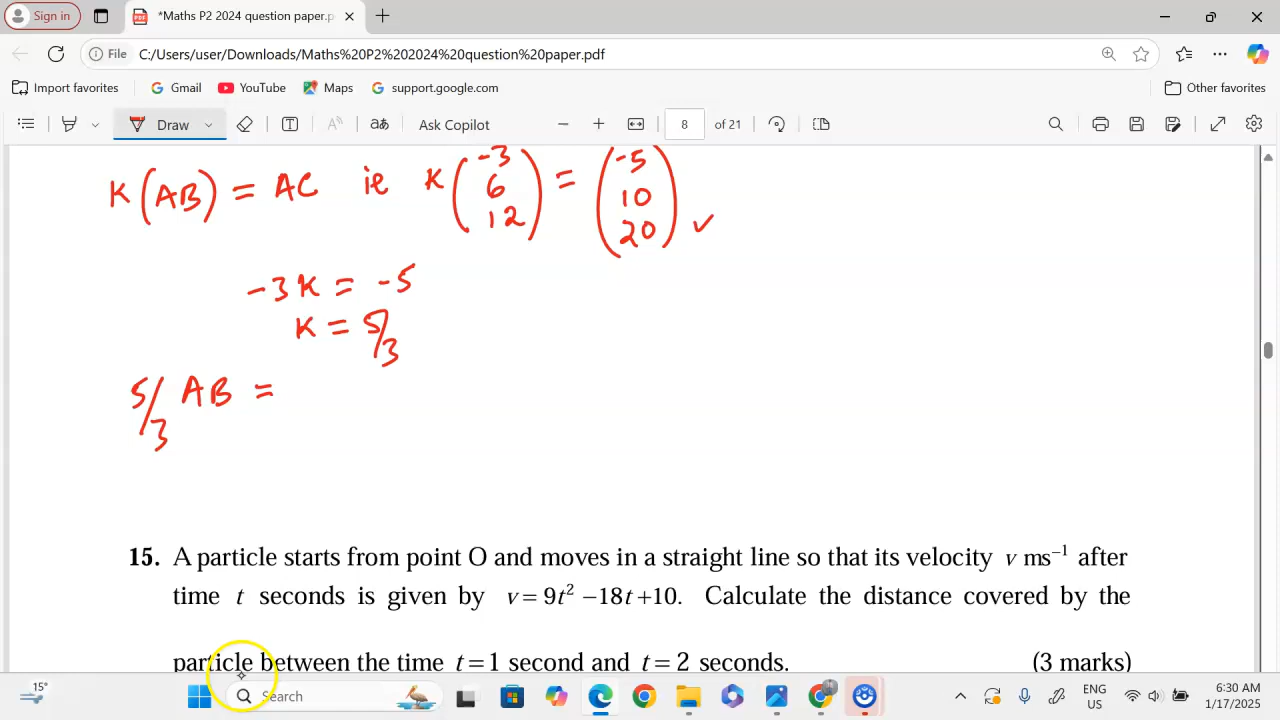 Sign in
*Maths P2 2024 question paper.p
File C:/Users/user/Downloads/Maths%20P2%202024%20question%20paper.pdf
Import favorites Gmail YouTube Maps support.google.com Other favorites
Draw Ask Copilot 8 of 21
K(AB) = AC ie K(-3 6 12) = (-5 10 20) ✓
-3K = -5
K = 5/3
5/3 AB =
15. A particle starts from point O and moves in a straight line so that its velocity v ms⁻¹ after
time t seconds is given by v = 9t² −18t +10. Calculate the distance covered by the
particle between the time t = 1 second and t = 2 seconds. (3 marks)
15° Search ENG US 6:30 AM 1/17/2025